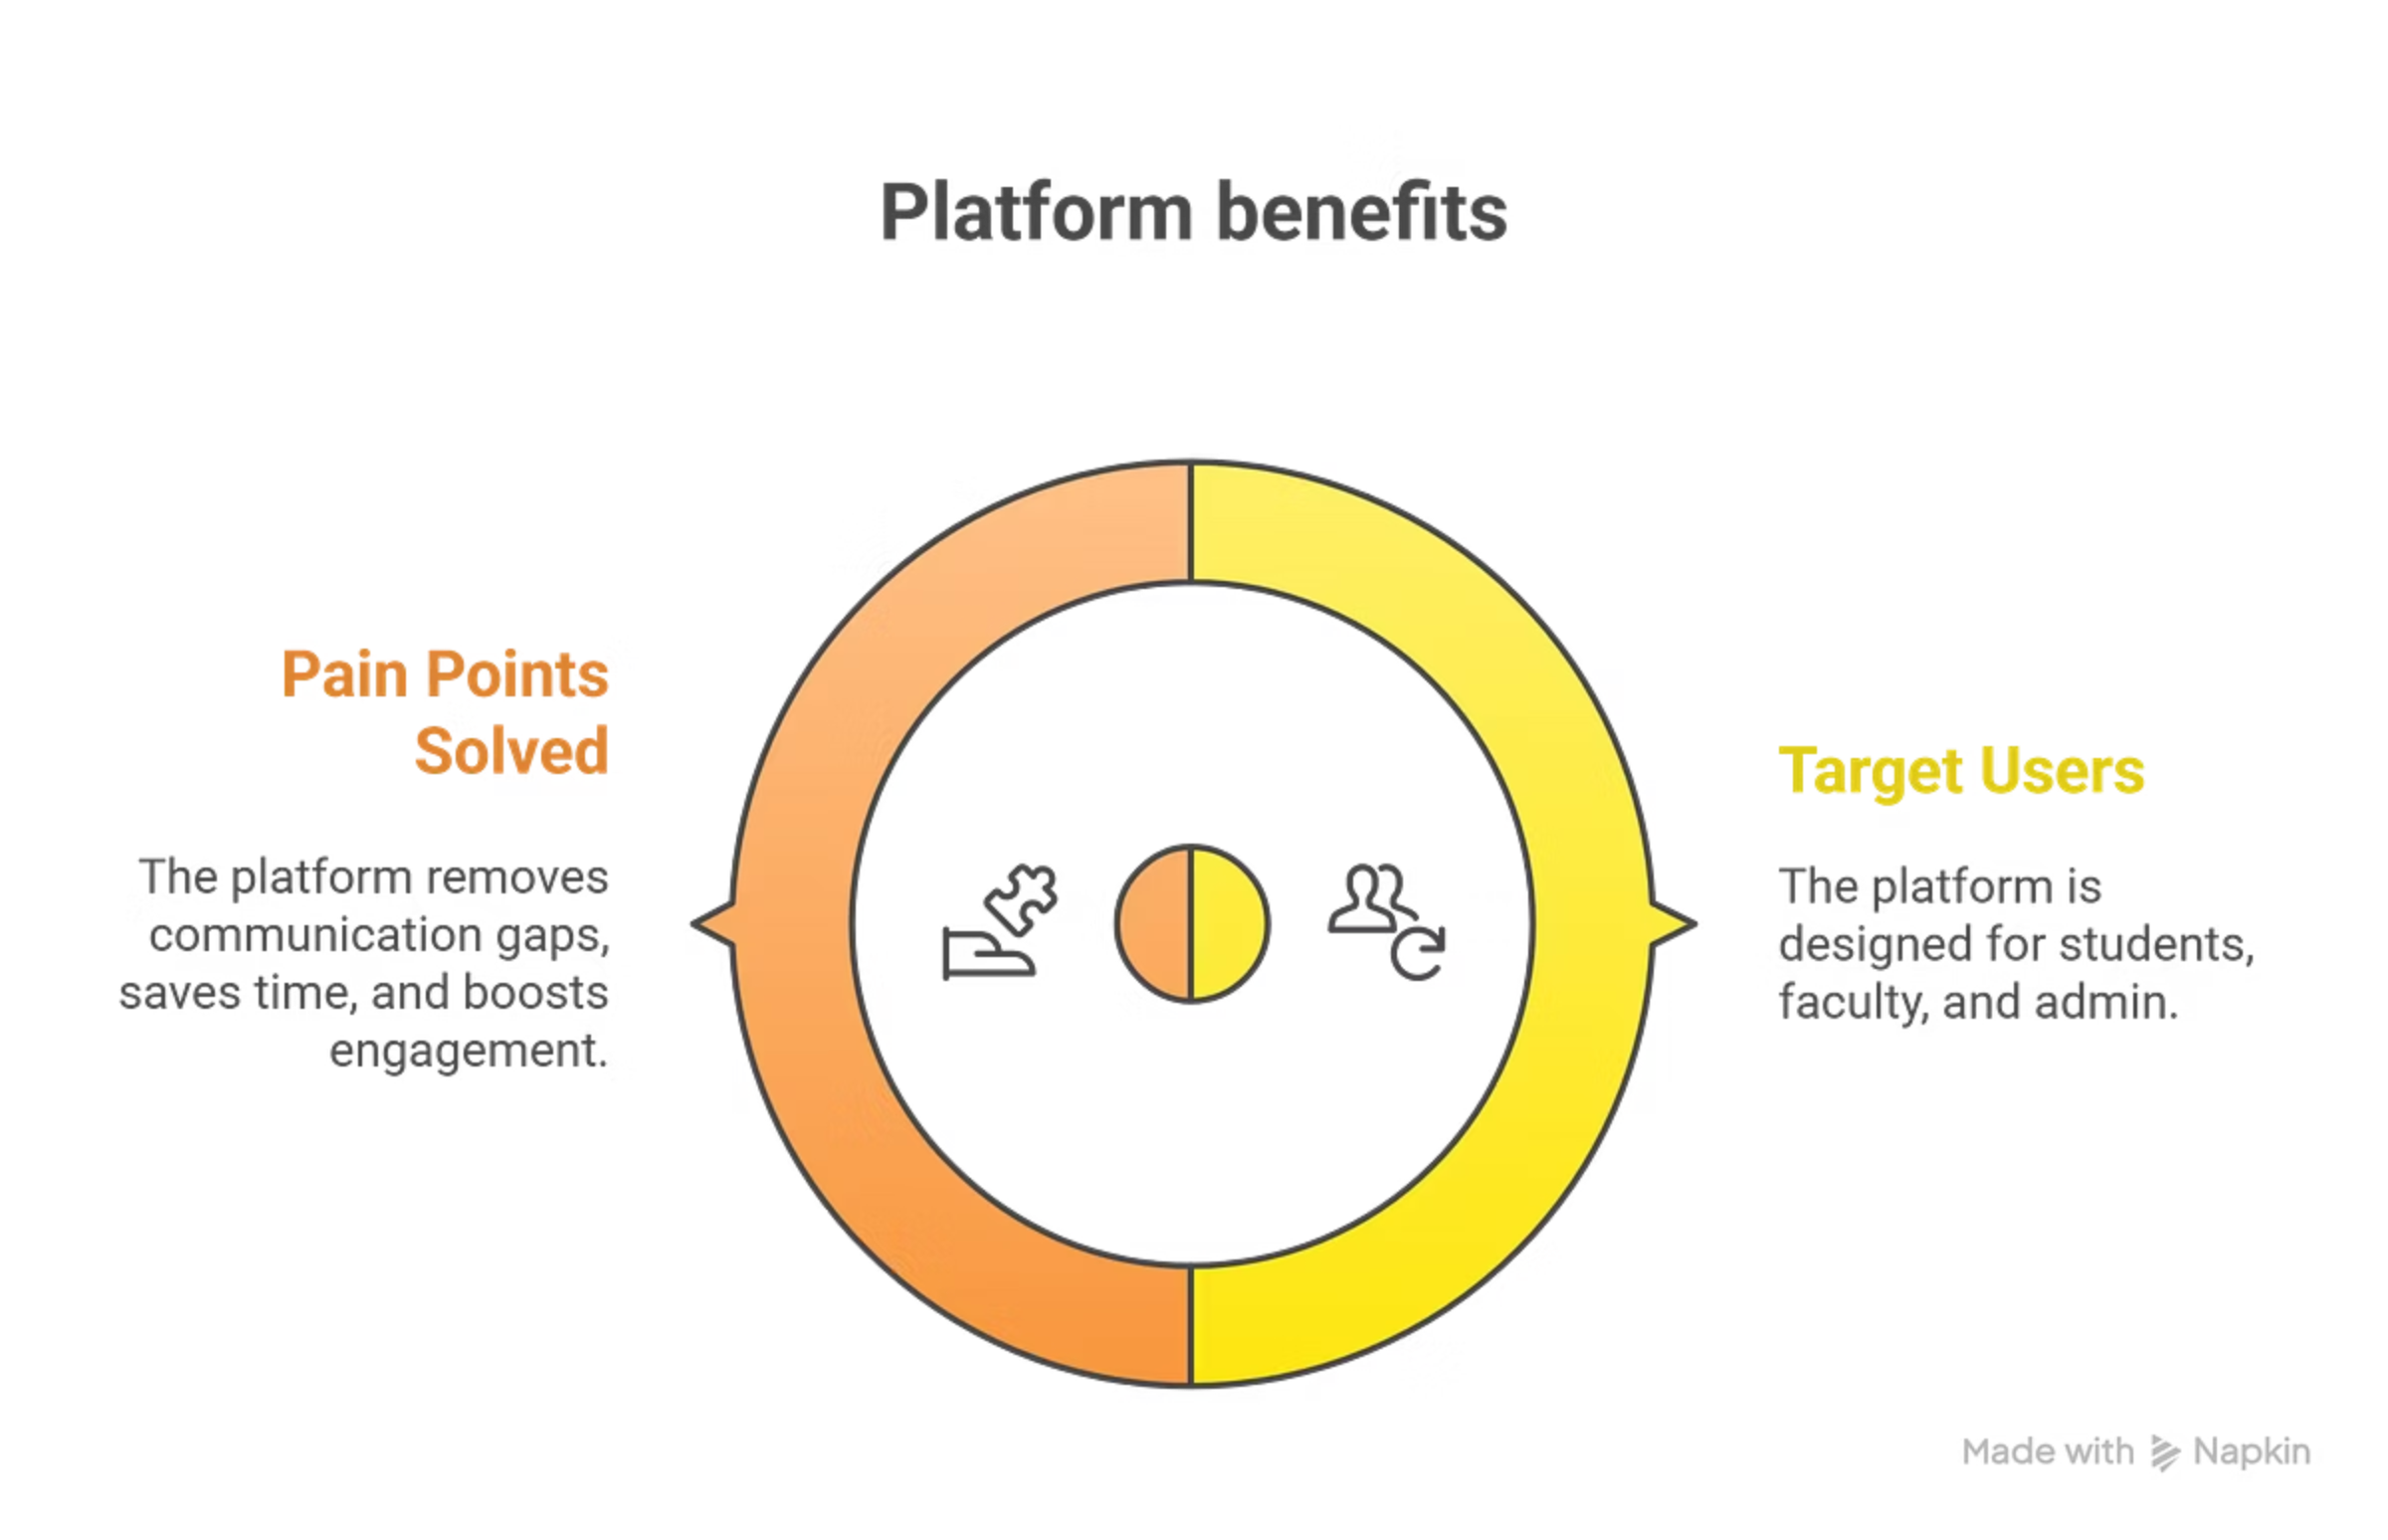 Platform benefits
Pain Points
Solved
The platform removes
communication gaps,
saves time, and boosts
engagement.
Target Users
The platform is
designed for students,
faculty, and admin.
Made with Napkin